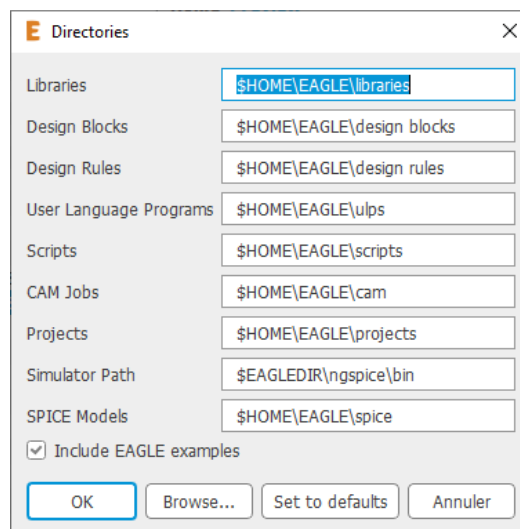 E Directories
Libraries $HOME\EAGLE\libraries
Design Blocks $HOME\EAGLE\design blocks
Design Rules $HOME\EAGLE\design rules
User Language Programs $HOME\EAGLE\ulps
Scripts $HOME\EAGLE\scripts
CAM Jobs $HOME\EAGLE\cam
Projects $HOME\EAGLE\projects
Simulator Path $EAGLEDIR\ngspice\bin
SPICE Models $HOME\EAGLE\spice
Include EAGLE examples
OK Browse... Set to defaults Annuler